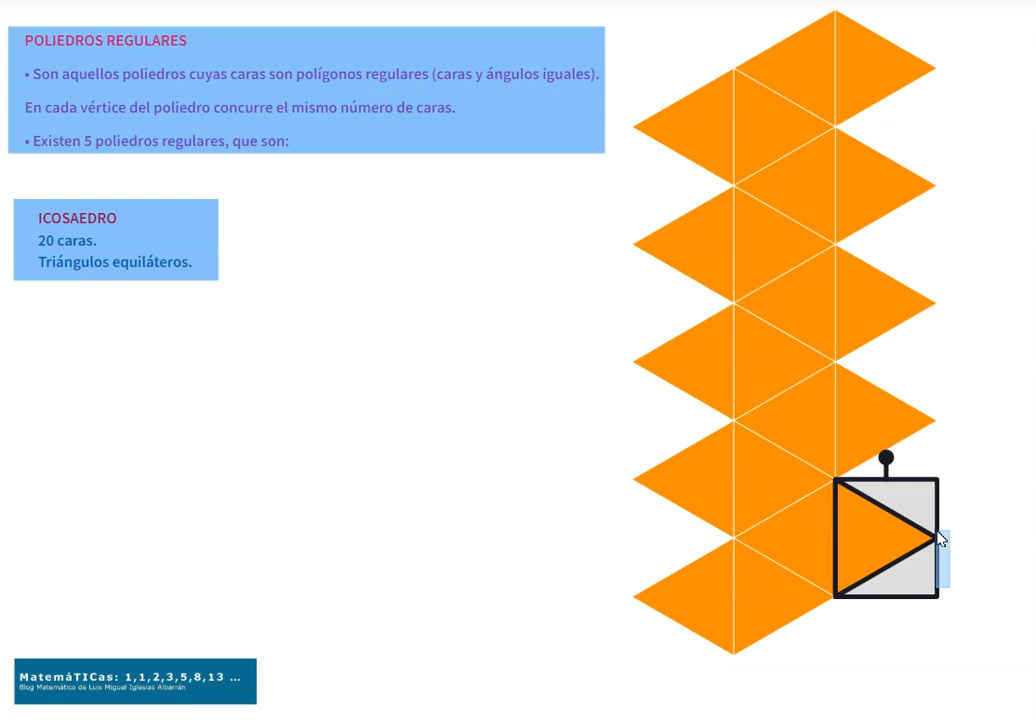 POLIEDROS REGULARES
• Son aquellos poliedros cuyas caras son polígonos regulares (caras y ángulos iguales).
En cada vértice del poliedro concurre el mismo número de caras.
• Existen 5 poliedros regulares, que son:
ICOSAEDRO
20 caras.
Triángulos equiláteros.
MatemáTICas: 1,1,2,3,5,8,13 ...
Blog Matemático de Luis Miguel Iglesias Albarrán